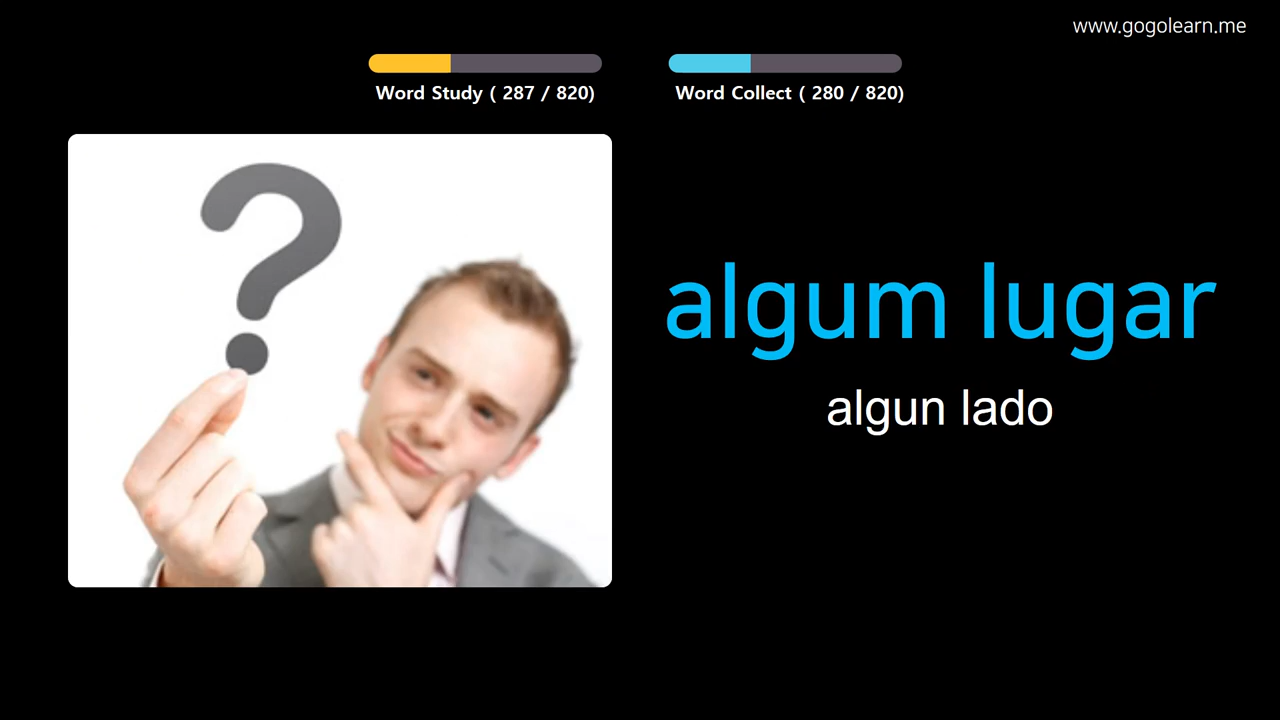 www.gogolearn.me
Word Study ( 287 / 820)
Word Collect ( 280 / 820)
?
algum lugar
algun lado